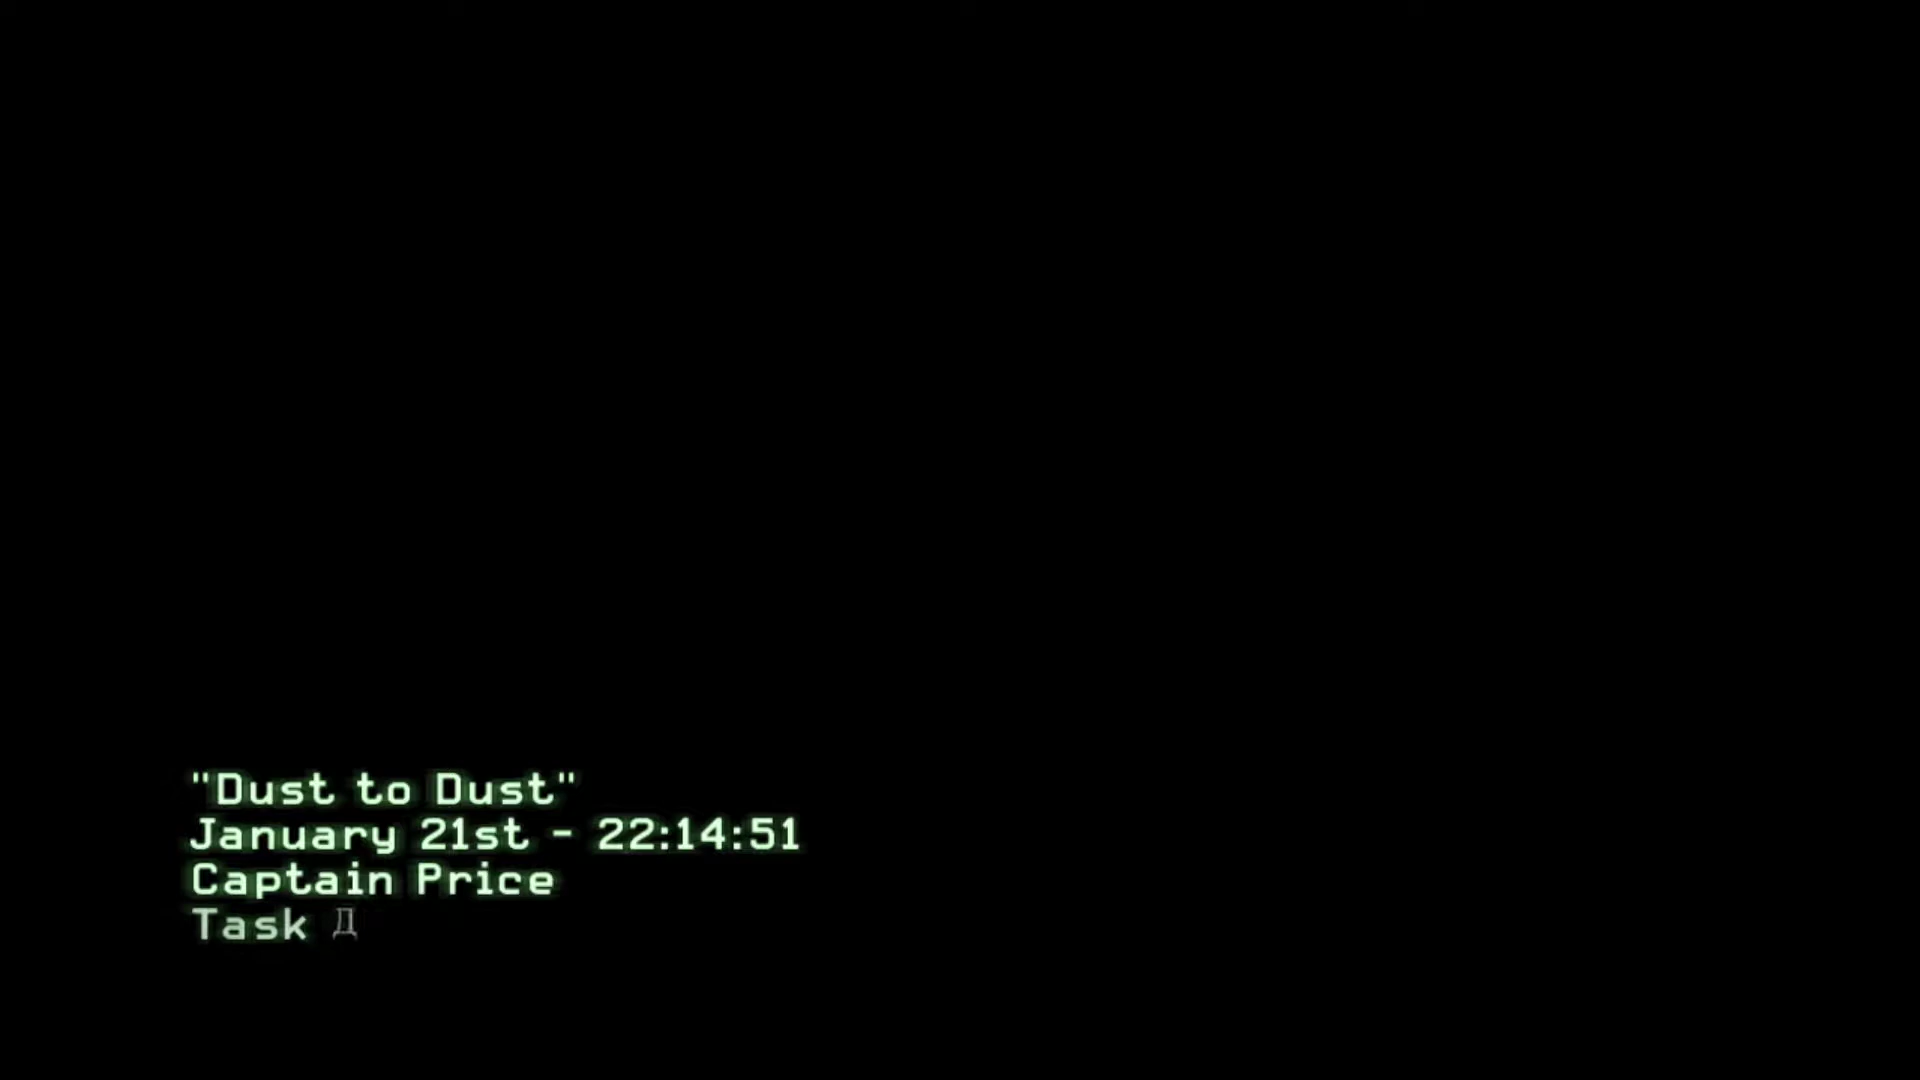 "Dust to Dust"
January 21st - 22:14:51
Captain Price
Task Д